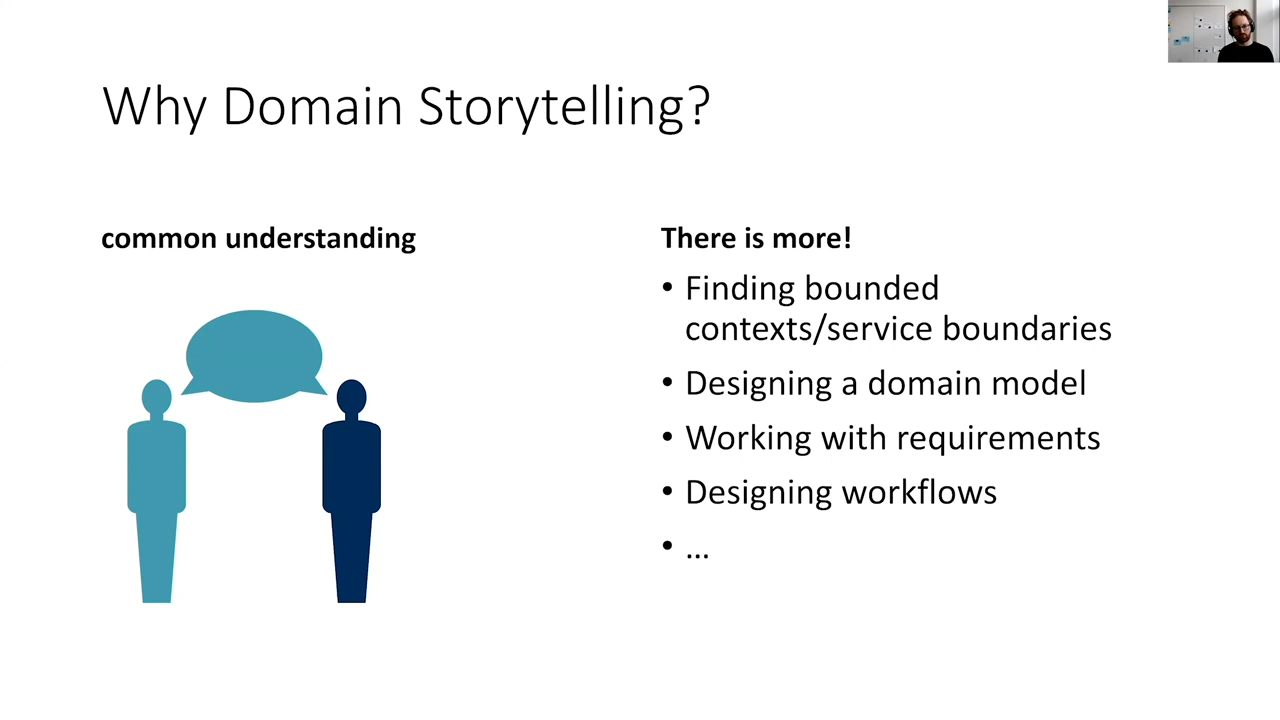 Why Domain Storytelling?
common understanding
There is more!
• Finding bounded
contexts/service boundaries
• Designing a domain model
• Working with requirements
• Designing workflows
• ...